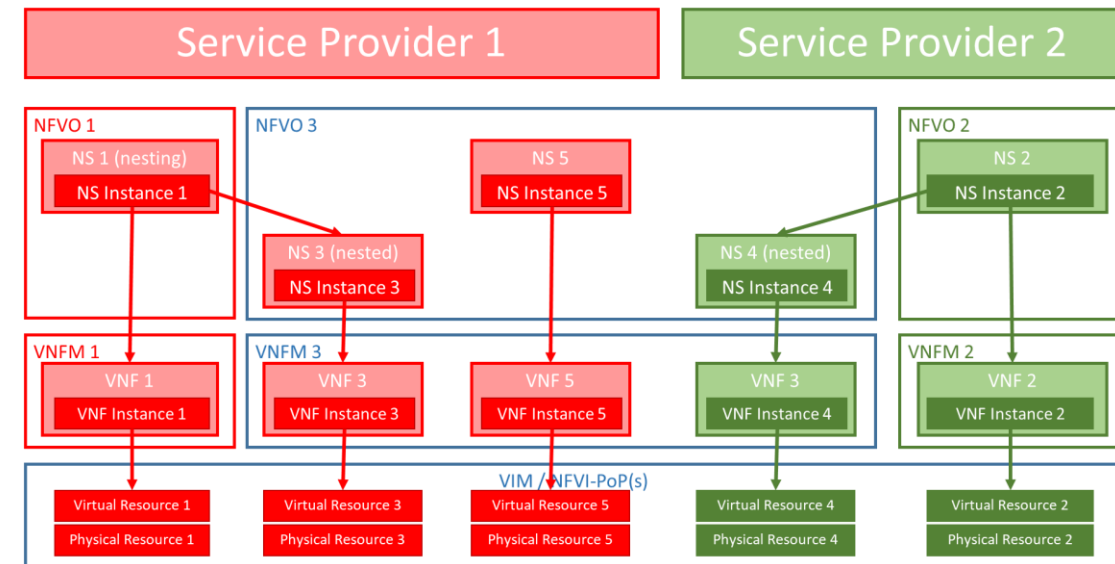 Service Provider 1
Service Provider 2
NFVO 1
NFVO 3
NFVO 2
NS 1 (nesting)
NS 5
NS 2
NS Instance 1
NS Instance 5
NS Instance 2
NS 3 (nested)
NS 4 (nested)
NS Instance 3
NS Instance 4
VNFM 1
VNFM 3
VNFM 2
VNF 1
VNF 3
VNF 5
VNF 3
VNF 2
VNF Instance 1
VNF Instance 3
VNF Instance 5
VNF Instance 4
VNF Instance 2
VIM / NFVI-PoP(s)
Virtual Resource 1
Virtual Resource 3
Virtual Resource 5
Virtual Resource 4
Virtual Resource 2
Physical Resource 1
Physical Resource 3
Physical Resource 5
Physical Resource 4
Physical Resource 2